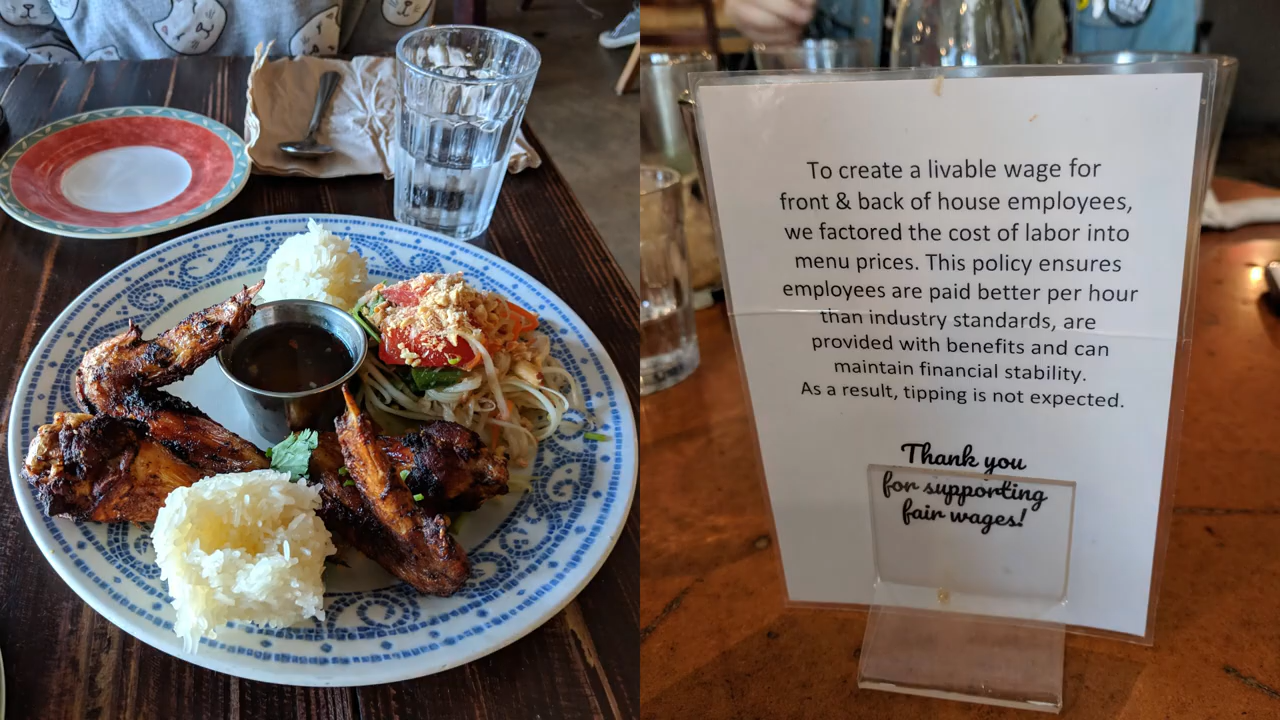 To create a livable wage for
front & back of house employees,
we factored the cost of labor into
menu prices. This policy ensures
employees are paid better per hour
than industry standards, are
provided with benefits and can
maintain financial stability.
As a result, tipping is not expected.
Thank you
for supporting
fair wages!